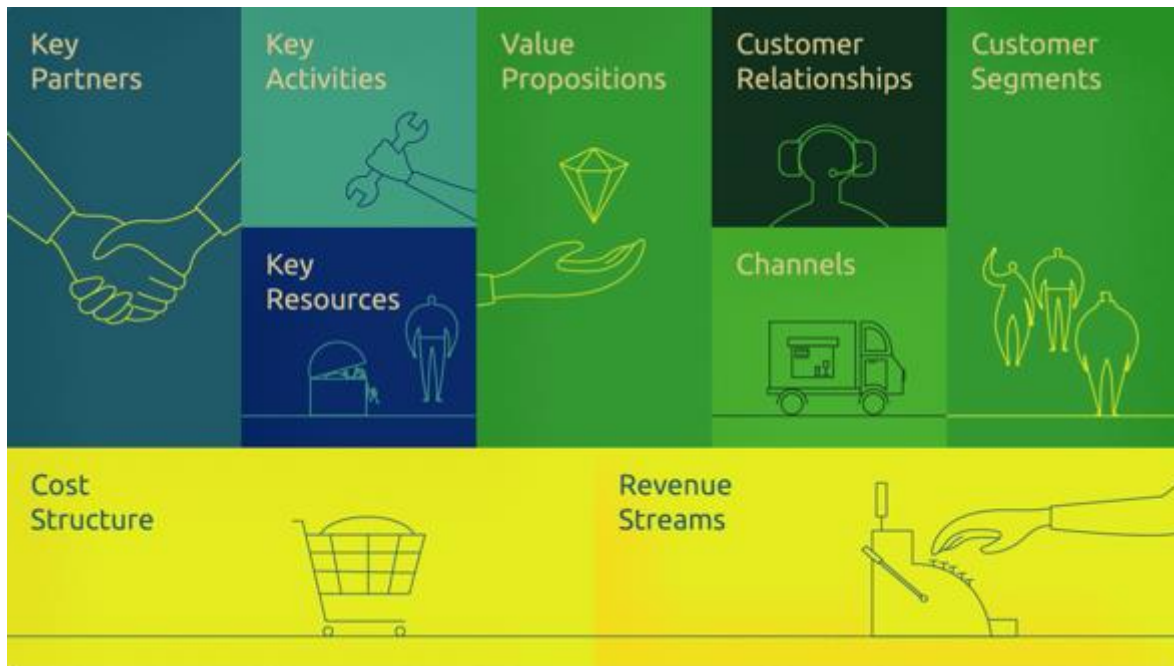 Key
Partners
Key
Activities
Key
Resources
Value
Propositions
Customer
Relationships
Channels
Customer
Segments
Cost
Structure
Revenue
Streams